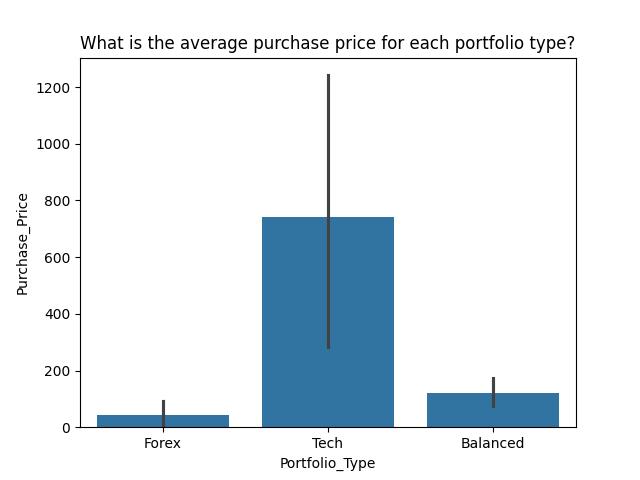 What is the average purchase price for each portfolio type?
1200
1000
800
600
400
200
0
Purchase_Price
Forex
Tech
Balanced
Portfolio_Type